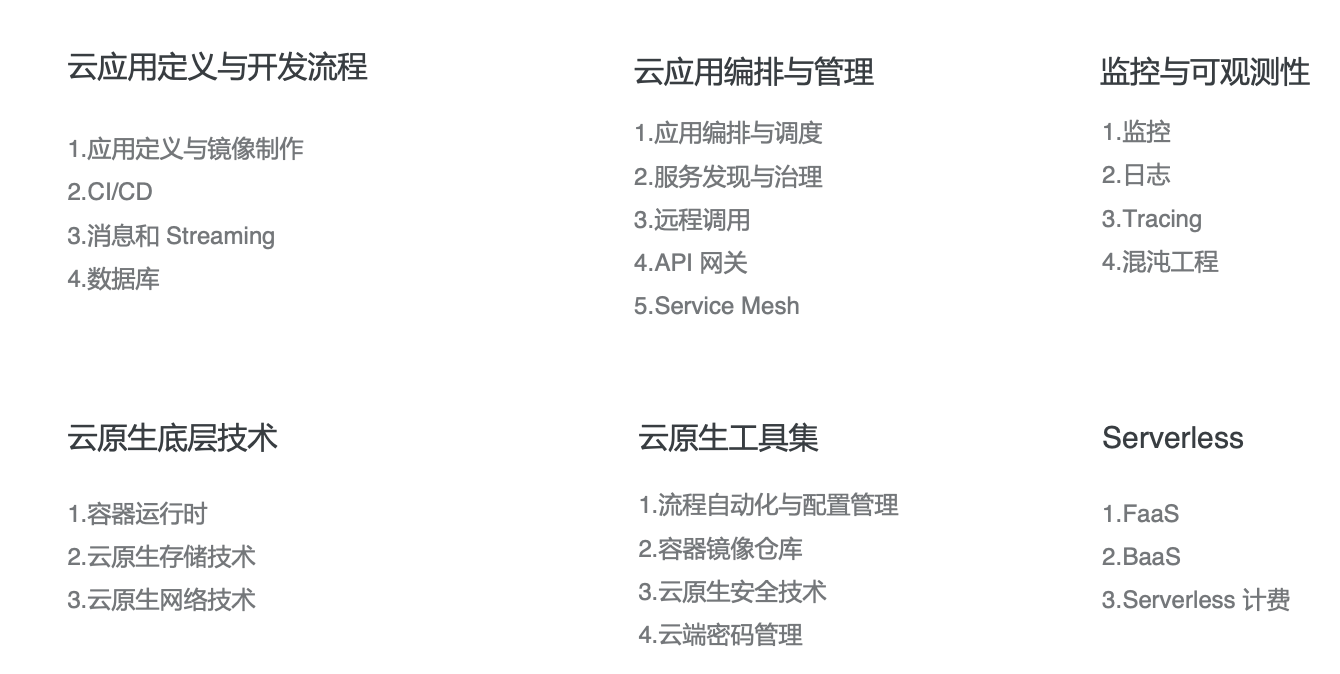 云应用定义与开发流程
1.应用定义与镜像制作
2.CI/CD
3.消息和 Streaming
4.数据库
云应用编排与管理
1.应用编排与调度
2.服务发现与治理
3.远程调用
4.API 网关
5.Service Mesh
监控与可观测性
1.监控
2.日志
3.Tracing
4.混沌工程
云原生底层技术
1.容器运行时
2.云原生存储技术
3.云原生网络技术
云原生工具集
1.流程自动化与配置管理
2.容器镜像仓库
3.云原生安全技术
4.云端密码管理
Serverless
1.FaaS
2.BaaS
3.Serverless 计费